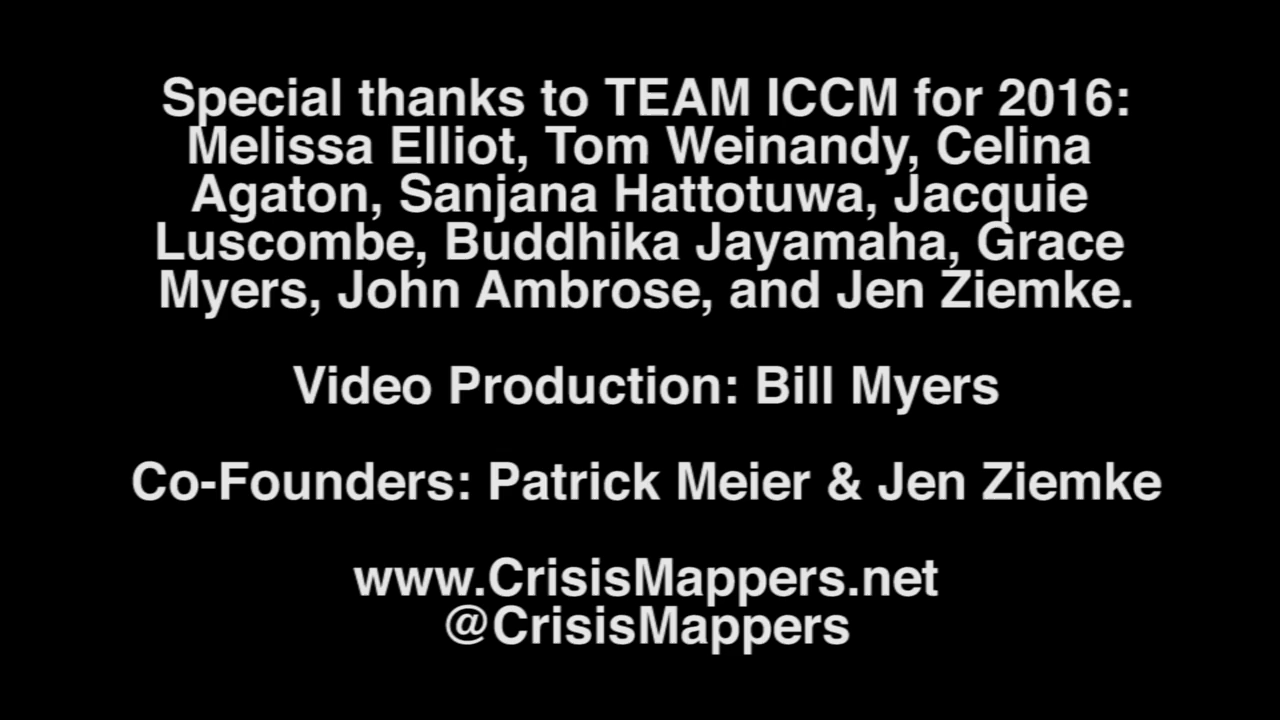 Special thanks to TEAM ICCM for 2016:
Melissa Elliot, Tom Weinandy, Celina
Agaton, Sanjana Hattotuwa, Jacquie
Luscombe, Buddhika Jayamaha, Grace
Myers, John Ambrose, and Jen Ziemke.
Video Production: Bill Myers
Co-Founders: Patrick Meier & Jen Ziemke
www.CrisisMappers.net
@CrisisMappers